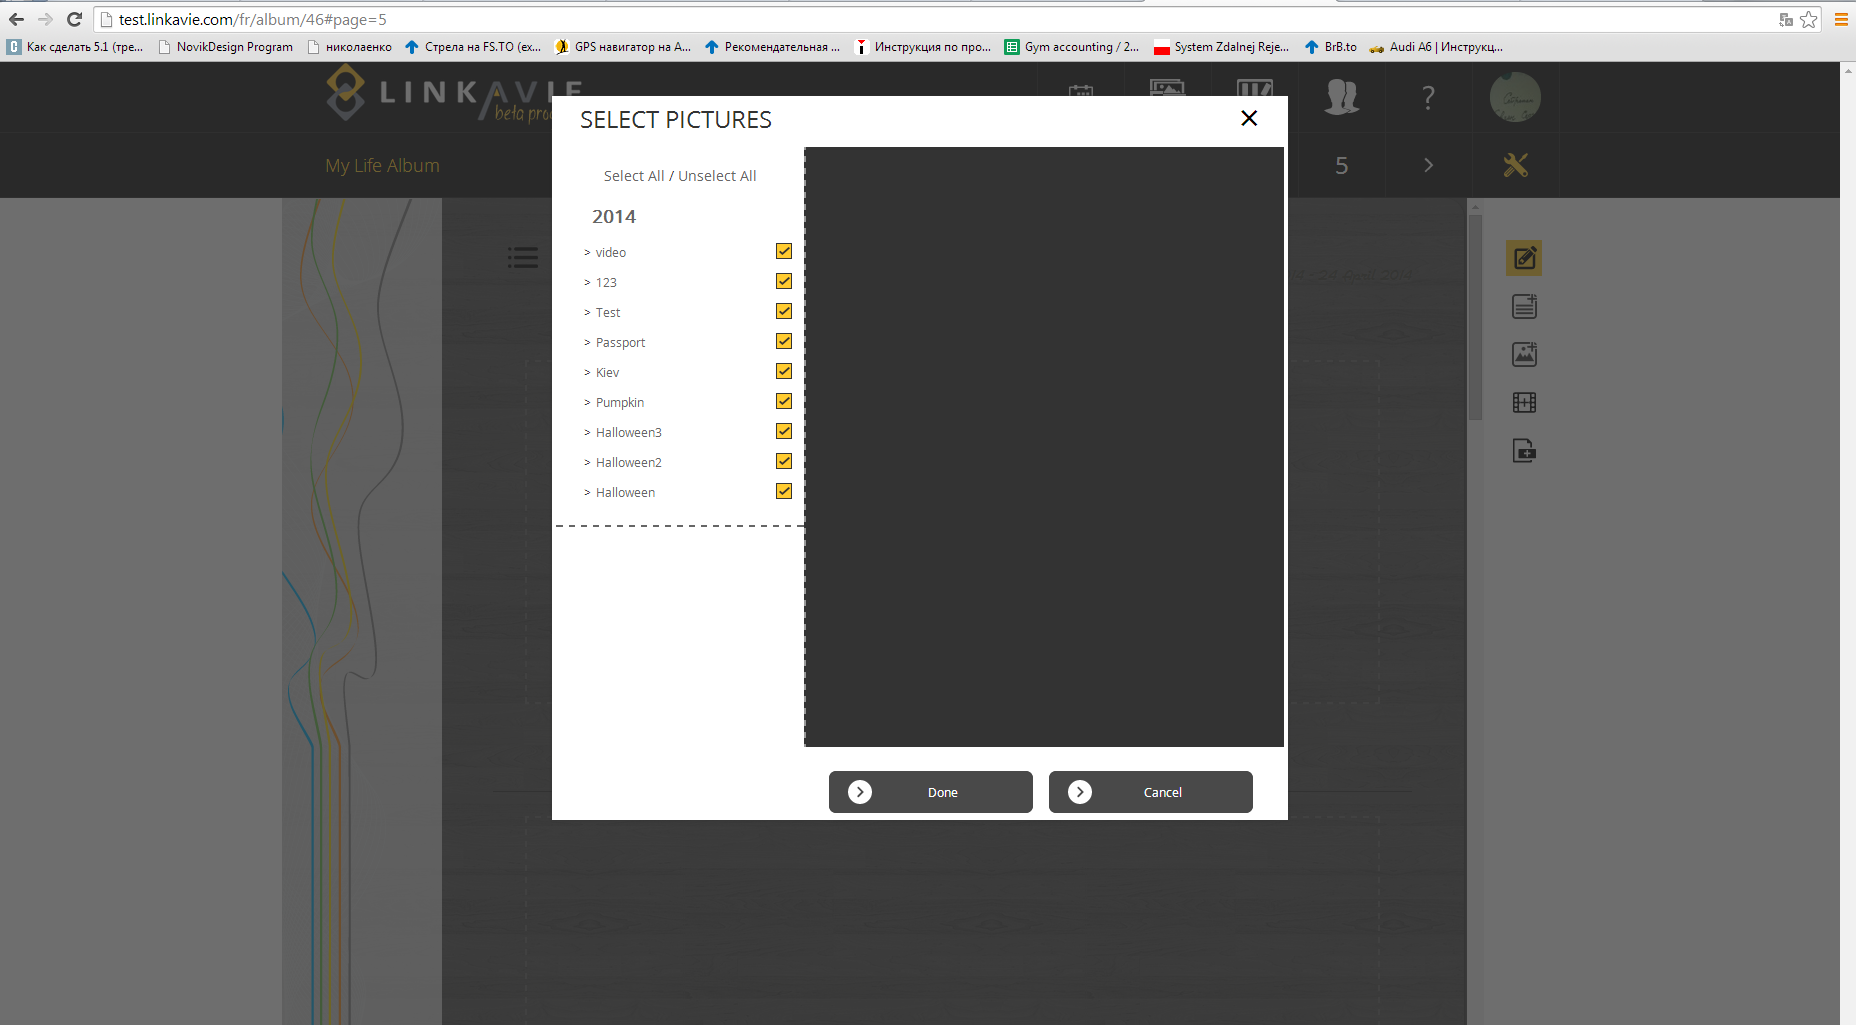 test.linkavie.com/fr/album/46#page=5
Как сделать 5.1 (тре...
NovikDesign Program
николаенко
Стрела на FS.TO (ex...
GPS навигатор на A...
Рекомендательная ...
Инструкция по про...
Gym accounting / 2...
System Zdalnej Reje...
BrB.to
Audi A6 | Инструкц...
LINKAVIE
beta
SELECT PICTURES
?
My Life Album
5
Select All / Unselect All
2014
> video
> 123
> Test
> Passport
> Kiev
> Pumpkin
> Halloween3
> Halloween2
> Halloween
24 April 2014
Done
Cancel